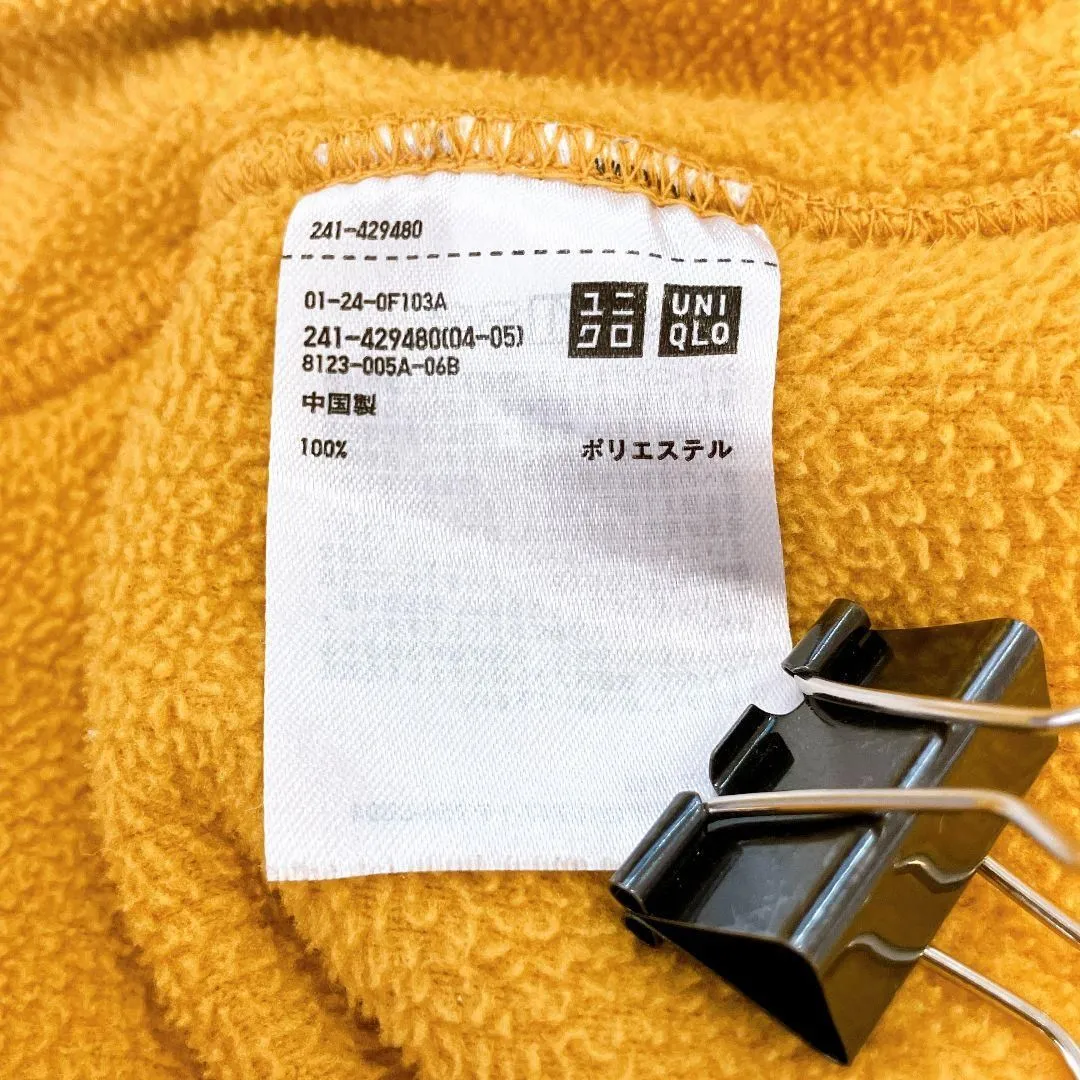 241-429480
01-24-0F103A
241-429480(04-05)
8123-005A-06B
中国製
100% ポリエステル
ユニ
クロ
UNI
QLO